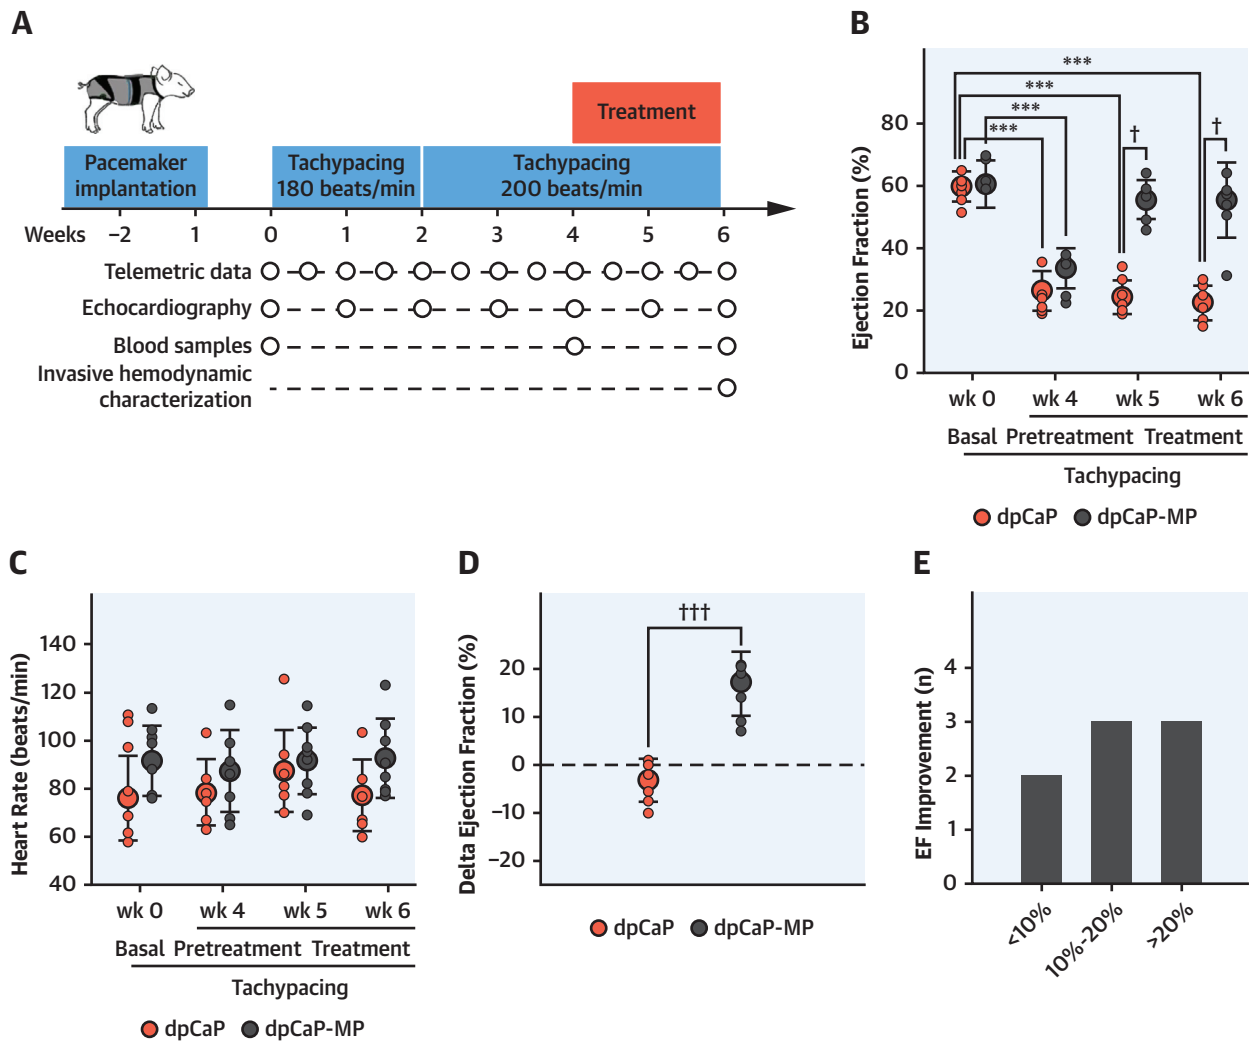 A
Treatment
Pacemaker
implantation
Tachypacing
180 beats/min
Tachypacing
200 beats/min
Weeks −2 1 0 1 2 3 4 5 6
Telemetric data
Echocardiography
Blood samples
Invasive hemodynamic
characterization
B
Ejection Fraction (%)
80
60
40
20
0
***
***
***
***
†
†
wk 0 wk 4 wk 5 wk 6
Basal Pretreatment Treatment
Tachypacing
dpCaP dpCaP-MP
C
Heart Rate (beats/min)
140
120
100
80
60
40
wk 0 wk 4 wk 5 wk 6
Basal Pretreatment Treatment
Tachypacing
dpCaP dpCaP-MP
D
Delta Ejection Fraction (%)
20
10
0
−10
−20
†††
dpCaP dpCaP-MP
E
EF Improvement (n)
4
3
2
1
0
<10%
10%-20%
>20%